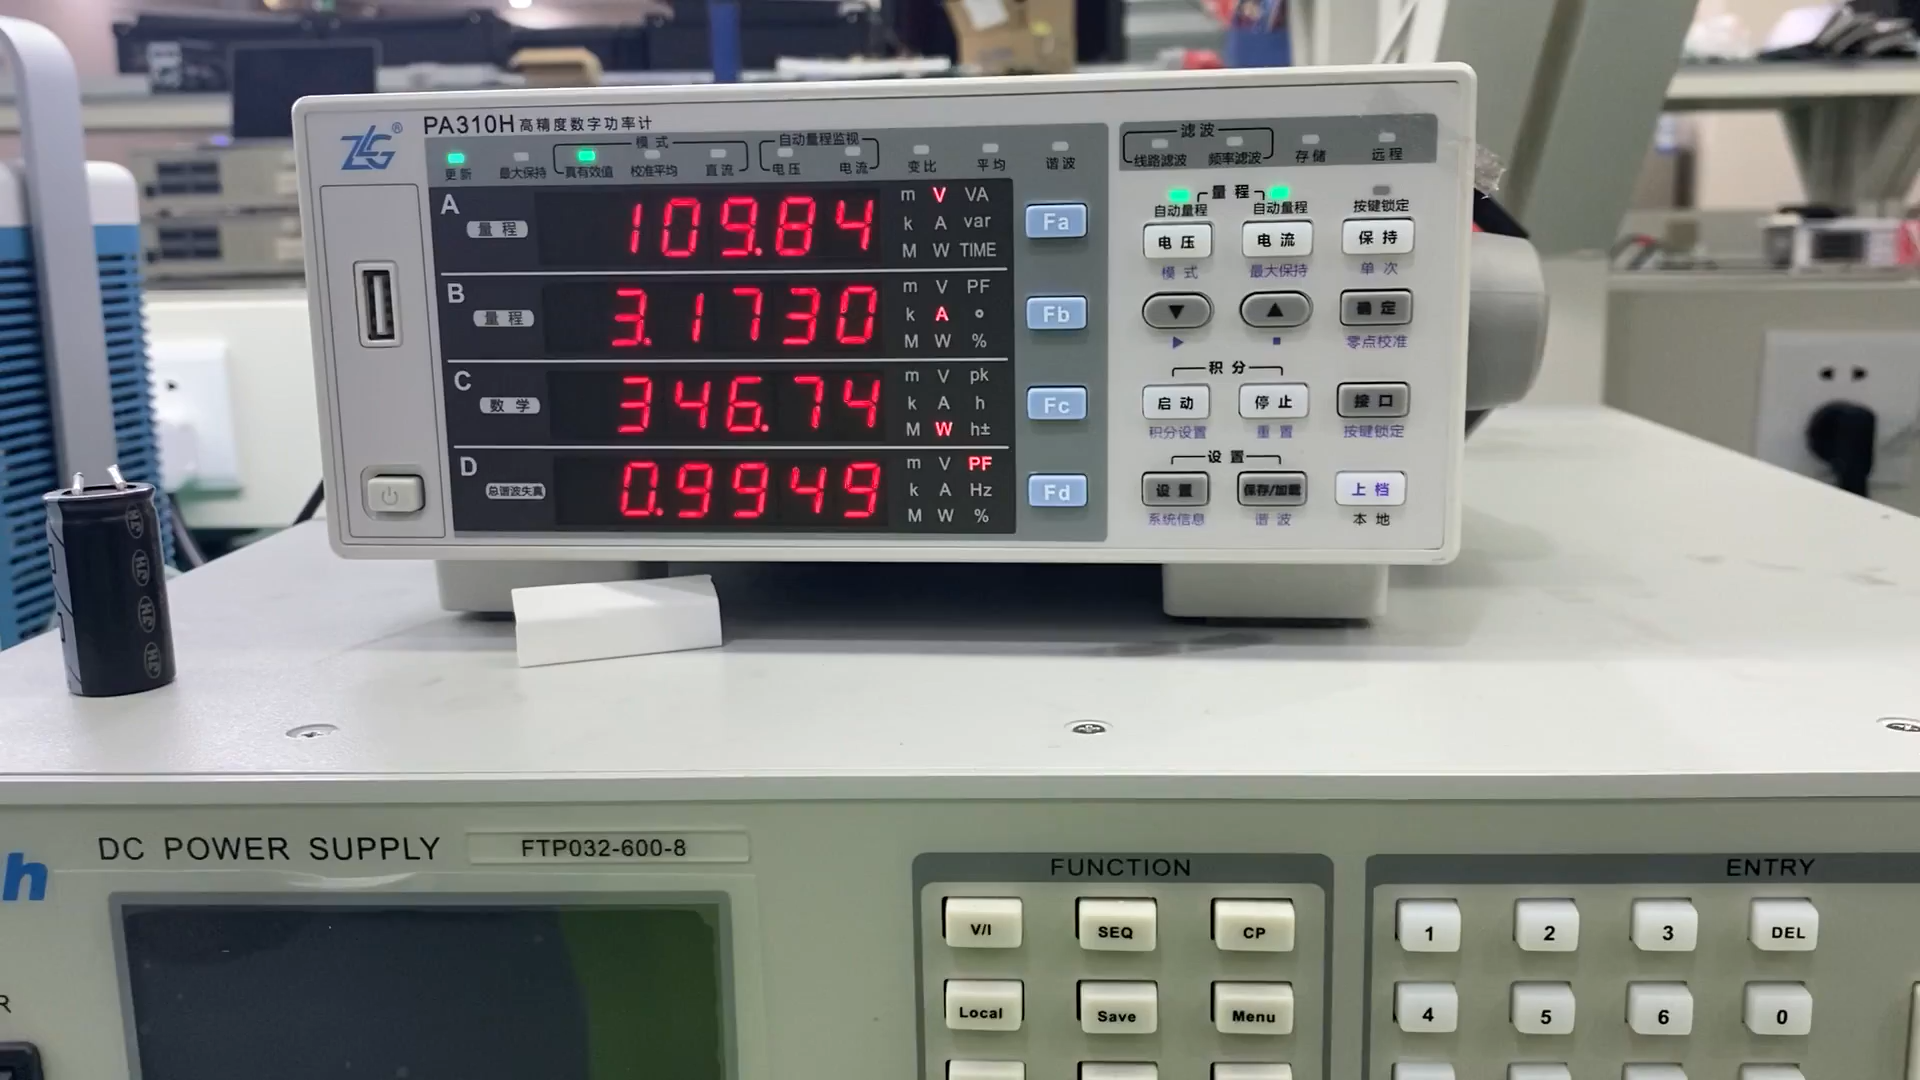 ZLG® PA310H 高精度数字功率计
模式 自动量程监视 滤波
更新 最大保持 真有效值 校准平均 直流 电压 电流 变比 平均 谐波 线路滤波 频率滤波 存储 远程
A 量程 109.84 m V VA
k A var
M W TIME
Fa
B 量程 3.1730 m V PF
k A °
M W %
Fb
C 数学 346.74 m V pk
k A h
M W h±
Fc
D 总谐波失真 0.9949 m V PF
k A Hz
M W %
Fd
量程
自动量程 自动量程 按键锁定
电压 电流 保持
模式 最大保持 单次
▼ ▲ 确定
▶ ■ 零点校准
积分
启动 停止 接口
积分设置 重置 按键锁定
设置
设置 保存/加载 上档
系统信息 谐波 本地
h DC POWER SUPPLY FTP032-600-8
FUNCTION
V/I SEQ CP
Local Save Menu
ENTRY
1 2 3 DEL
4 5 6 0
R